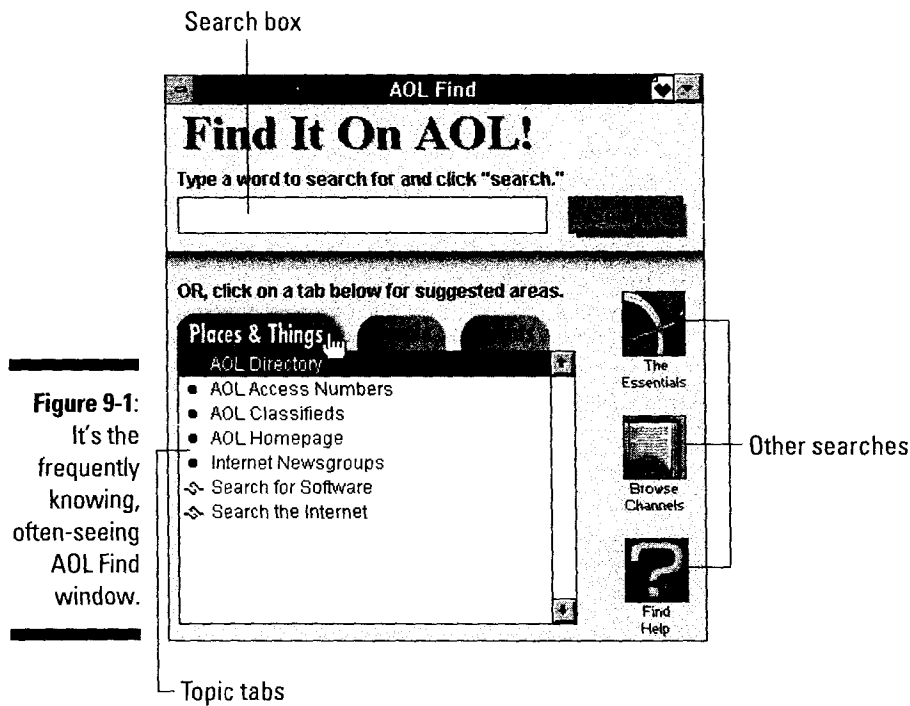 Search box
AOL Find
Find It On AOL!
Type a word to search for and click "search."
OR, click on a tab below for suggested areas.
Places & Things
AOL Directory
AOL Access Numbers
AOL Classifieds
AOL Homepage
Internet Newsgroups
Search for Software
Search the Internet
The
Essentials
Browse
Channels
Find
Help
Other searches
Topic tabs
Figure 9-1:
It's the
frequently
knowing,
often-seeing
AOL Find
window.